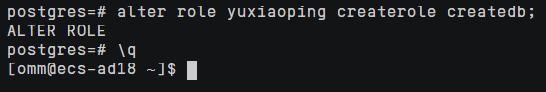 postgres=# alter role yuxiaoping createrole createdb;
ALTER ROLE
postgres=# \q
[omm@ecs-ad18 ~]$